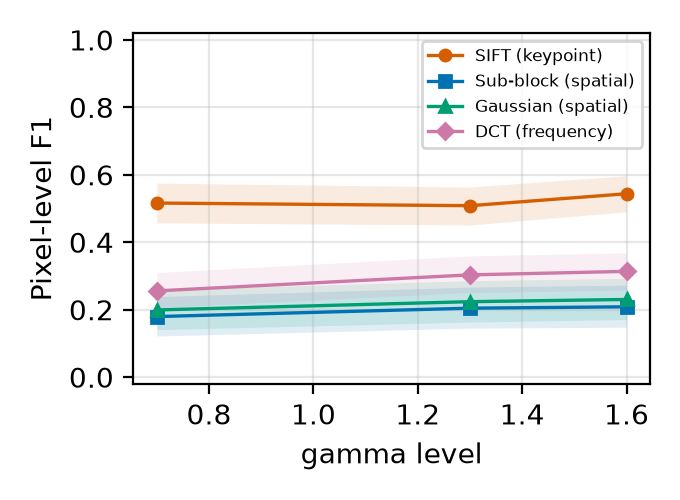 1.0
0.8
0.6
0.4
0.2
0.0
Pixel-level F1
SIFT (keypoint)
Sub-block (spatial)
Gaussian (spatial)
DCT (frequency)
0.8 1.0 1.2 1.4 1.6
gamma level